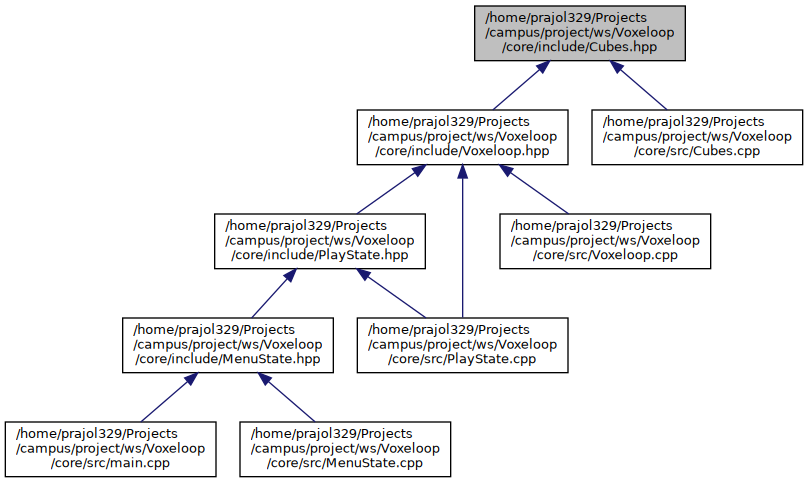 /home/prajol329/Projects
/campus/project/ws/Voxeloop
/core/include/Cubes.hpp
/home/prajol329/Projects
/campus/project/ws/Voxeloop
/core/include/Voxeloop.hpp
/home/prajol329/Projects
/campus/project/ws/Voxeloop
/core/src/Cubes.cpp
/home/prajol329/Projects
/campus/project/ws/Voxeloop
/core/include/PlayState.hpp
/home/prajol329/Projects
/campus/project/ws/Voxeloop
/core/src/Voxeloop.cpp
/home/prajol329/Projects
/campus/project/ws/Voxeloop
/core/include/MenuState.hpp
/home/prajol329/Projects
/campus/project/ws/Voxeloop
/core/src/PlayState.cpp
/home/prajol329/Projects
/campus/project/ws/Voxeloop
/core/src/main.cpp
/home/prajol329/Projects
/campus/project/ws/Voxeloop
/core/src/MenuState.cpp